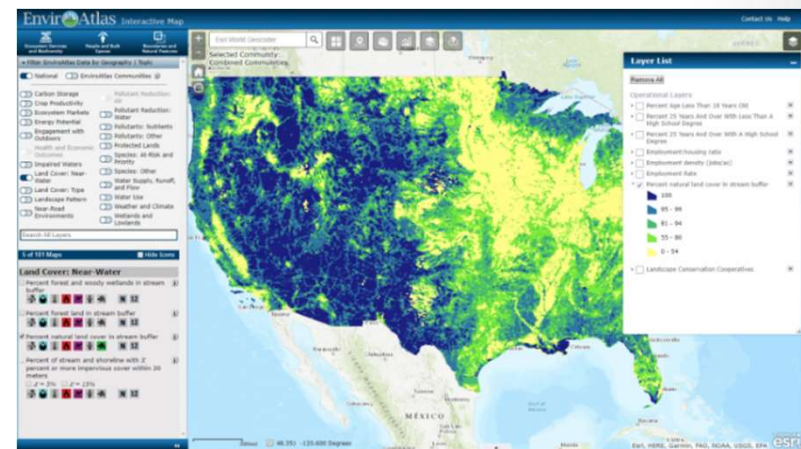 EnviroAtlas Interactive Map
Contact Us Help
Ecosystem Services and Biodiversity
People and Built Spaces
Boundaries and Natural Features
Filter EnviroAtlas Data by Geography | Topic
National
EnviroAtlas Communities
Carbon Storage
Crop Productivity
Ecosystem Markets
Energy Potential
Engagement with
Outdoors
Health and Economic
Outcomes
Impaired Waters
Land Cover: Near-
Water
Land Cover: Type
Landscape Pattern
Near-Road
Environments
Pollutant Reduction:
Air
Pollutant Reduction:
Water
Pollutants: Nutrients
Pollutants: Other
Protected Lands
Species: At-Risk and
Priority
Species: Other
Water Supply, Runoff,
and Flow
Water Use
Weather and Climate
Wetlands and
Lowlands
Search All Layers
5 of 181 Maps
Hide Icons
Land Cover: Near-Water
Percent forest and woody wetlands in stream
buffer
Percent forest land in stream buffer
Percent natural land cover in stream buffer
Percent of stream and shoreline with
percent or more impervious cover within 30
meters
Esri World Geocoder
Selected Community:
Combined Communities
Layer List
Remove All
Operational Layers
Percent Age Less Than 18 Years Old
Percent 25 Years And Over With Less Than A
High School Degree
Percent 25 Years And Over With A High School
Degree
Employment:housing ratio
Employment density (jobs/ac)
Employment Rate
Percent natural land cover in stream buffer
100
95 - 99
81 - 94
55 - 80
0 - 54
Landscape Conservation Cooperatives
MÉXICO
Monterrey
48.351 -120.600 Degrees
Esri, HERE, Garmin, FAO, NOAA, USGS, EPA
esri